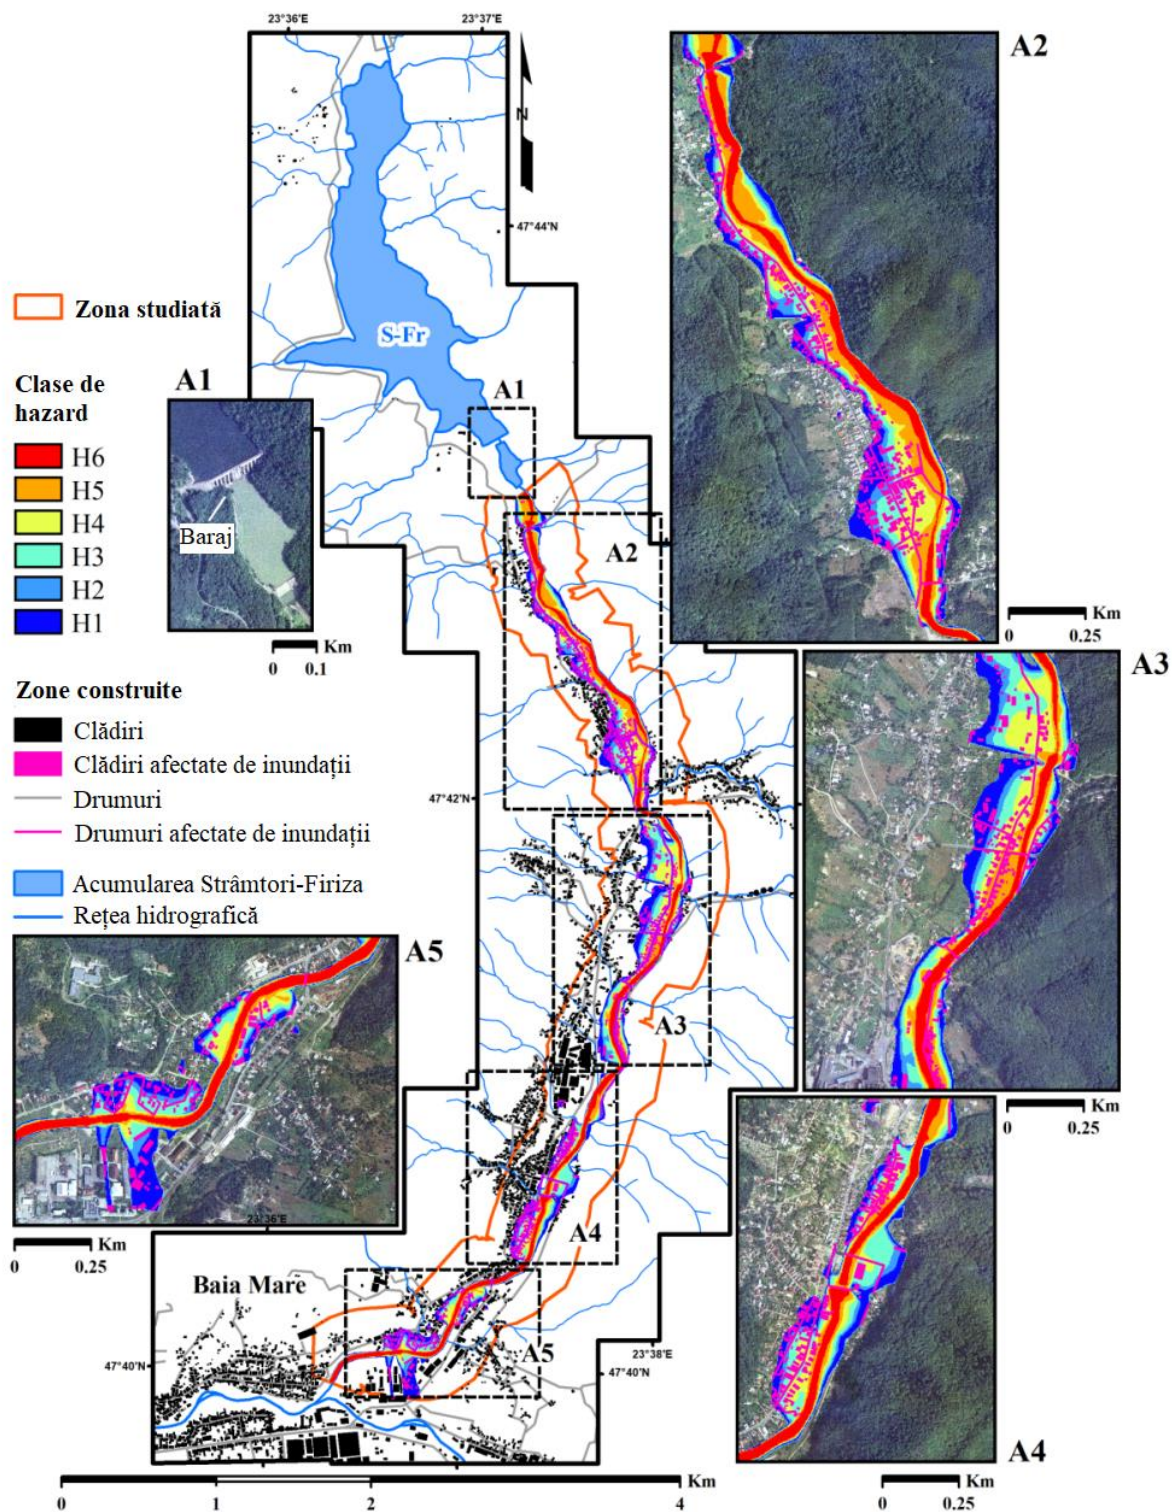 23°36'E
23°37'E
A2
N
47°44'N
Zona studiată
S-Fr
Clase de
hazard
A1
A1
H6
H5
H4
H3
H2
H1
Baraj
A2
Km
0 0.1
Km
0 0.25
A3
Zone construite
Clădiri
Clădiri afectate de inundații
Drumuri
Drumuri afectate de inundații
Acumularea Strâmtori-Firiza
Rețea hidrografică
47°42'N
A5
A3
Km
0 0.25
23°36'E
Km
0 0.25
A4
Baia Mare
A5
23°38'E
47°40'N
47°40'N
A4
Km
0 1 2 4
Km
0 0.25